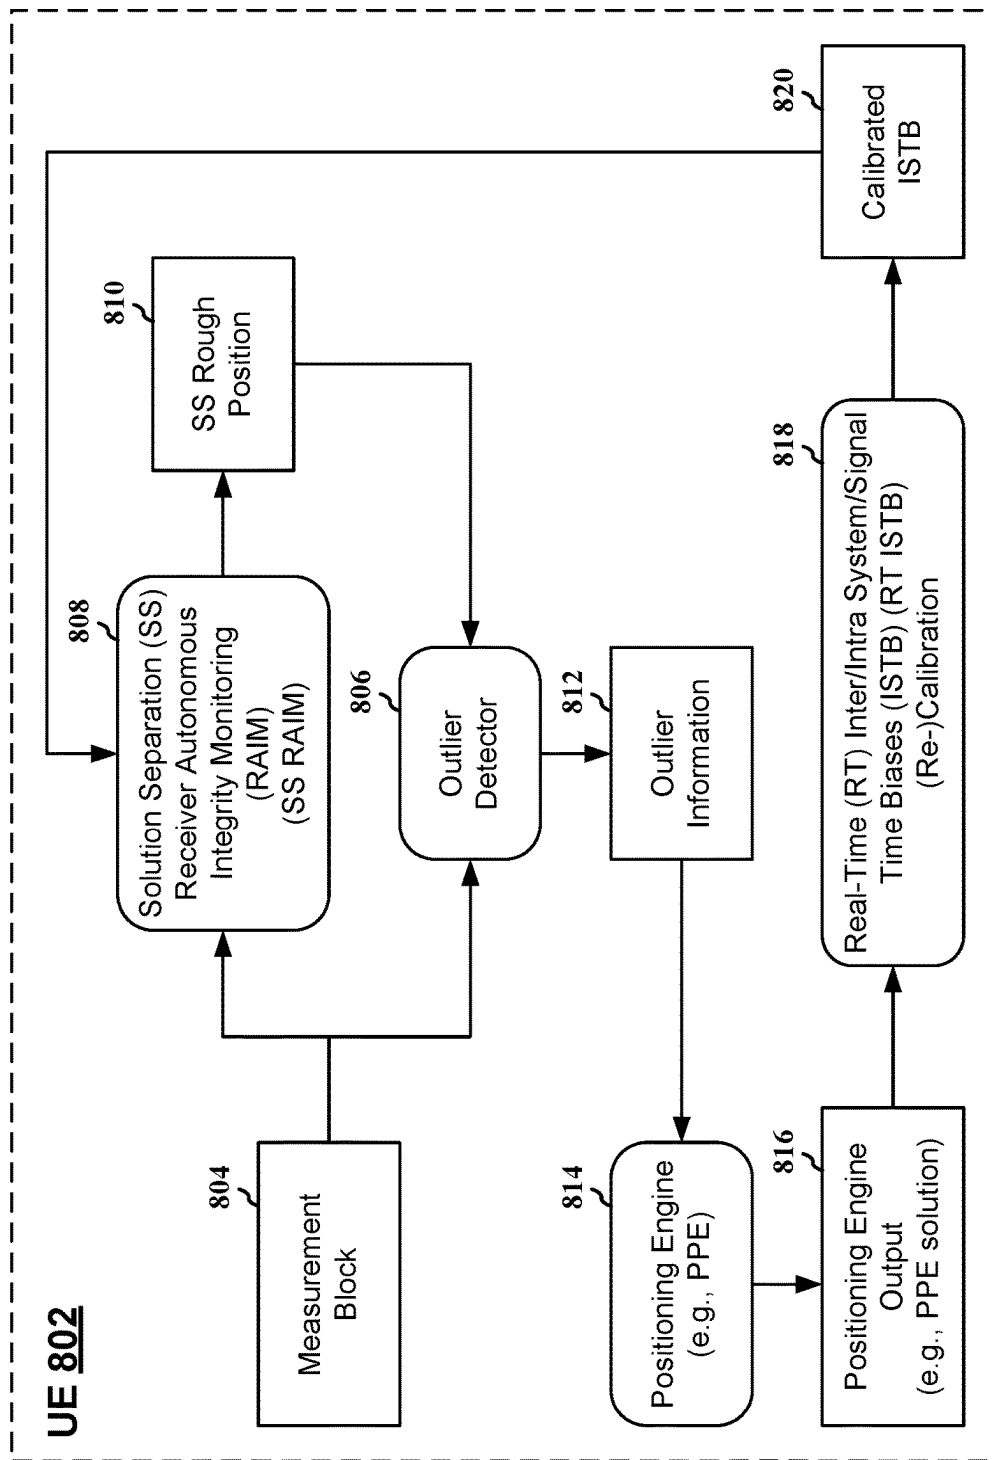 UE 802
804
Measurement
Block
808
Solution Separation (SS)
Receiver Autonomous
Integrity Monitoring
(RAIM)
(SS RAIM)
810
SS Rough
Position
806
Outlier
Detector
812
Outlier
Information
814
Positioning Engine
(e.g., PPE)
816
Positioning Engine
Output
(e.g., PPE solution)
818
Real-Time (RT) Inter/Intra System/Signal
Time Biases (ISTB) (RT ISTB)
(Re-)Calibration
820
Calibrated
ISTB